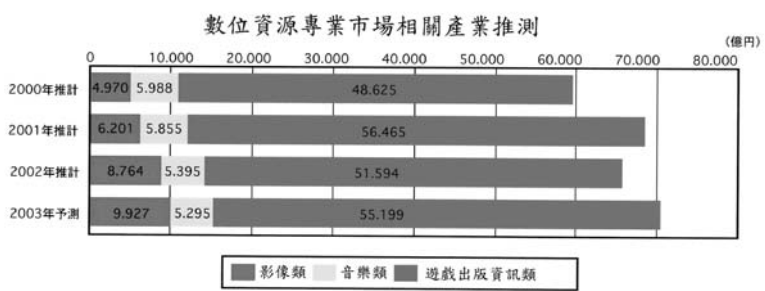 數位資源專業市場相關產業推測
(億円)
0 10.000 20.000 30.000 40.000 50.000 60.000 70.000 80.000
2000年推計 4.970 5.988 48.625
2001年推計 6.201 5.855 56.465
2002年推計 8.764 5.395 51.594
2003年予測 9.927 5.295 55.199
影像類 音樂類 遊戲出版資訊類